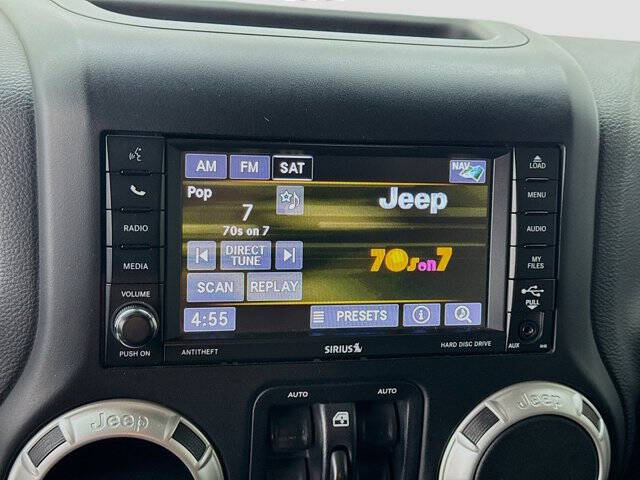 AM FM SAT NAV
Pop
Jeep
7
70s on 7
DIRECT TUNE
70s on 7
SCAN REPLAY
4:55 PRESETS
RADIO
MEDIA
VOLUME
PUSH ON
ANTITHEFT
SIRIUS
HARD DISC DRIVE
LOAD
MENU
AUDIO
MY FILES
PULL
AUX
AUTO AUTO
Jeep
Jeep